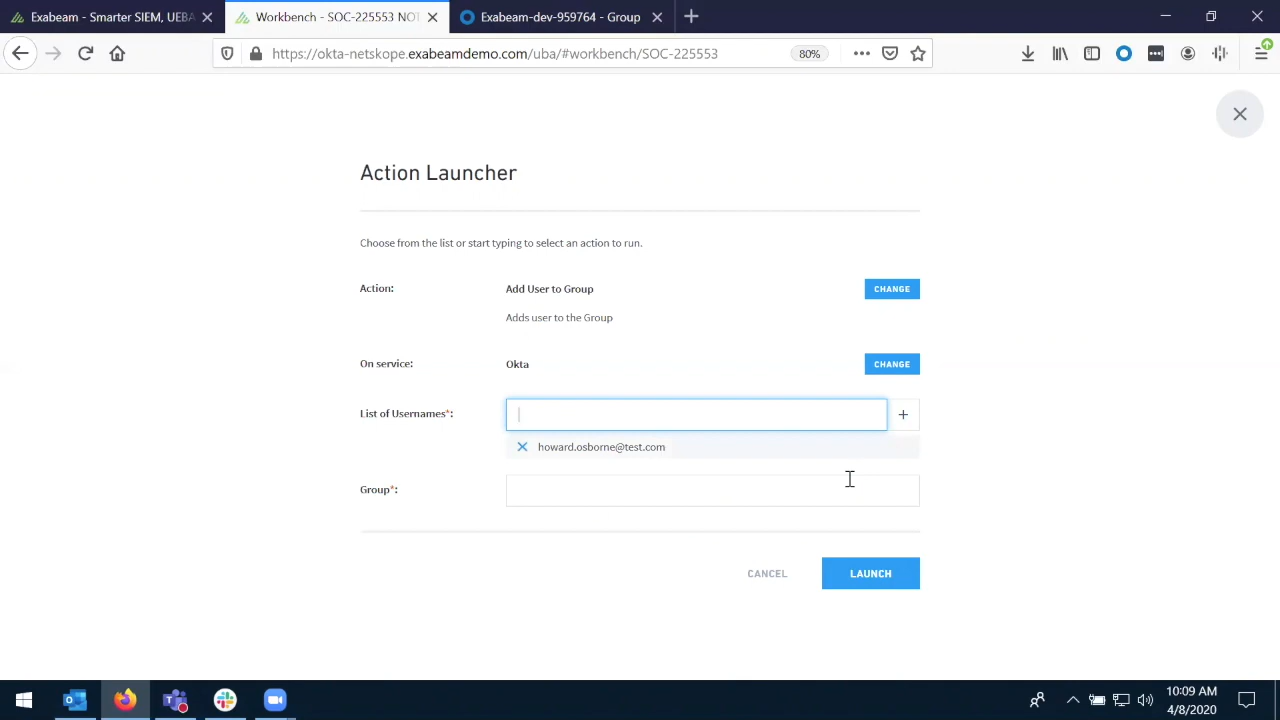 Exabeam - Smarter SIEM, UEBA
Workbench - SOC-225553 NOT
Exabeam-dev-959764 - Group
https://okta-netskope.exabeamdemo.com/uba/#workbench/SOC-225553
80%
Action Launcher
Choose from the list or start typing to select an action to run.
Action:
Add User to Group
CHANGE
Adds user to the Group
On service:
Okta
CHANGE
List of Usernames*:
howard.osborne@test.com
Group*:
CANCEL
LAUNCH
10:09 AM
4/8/2020